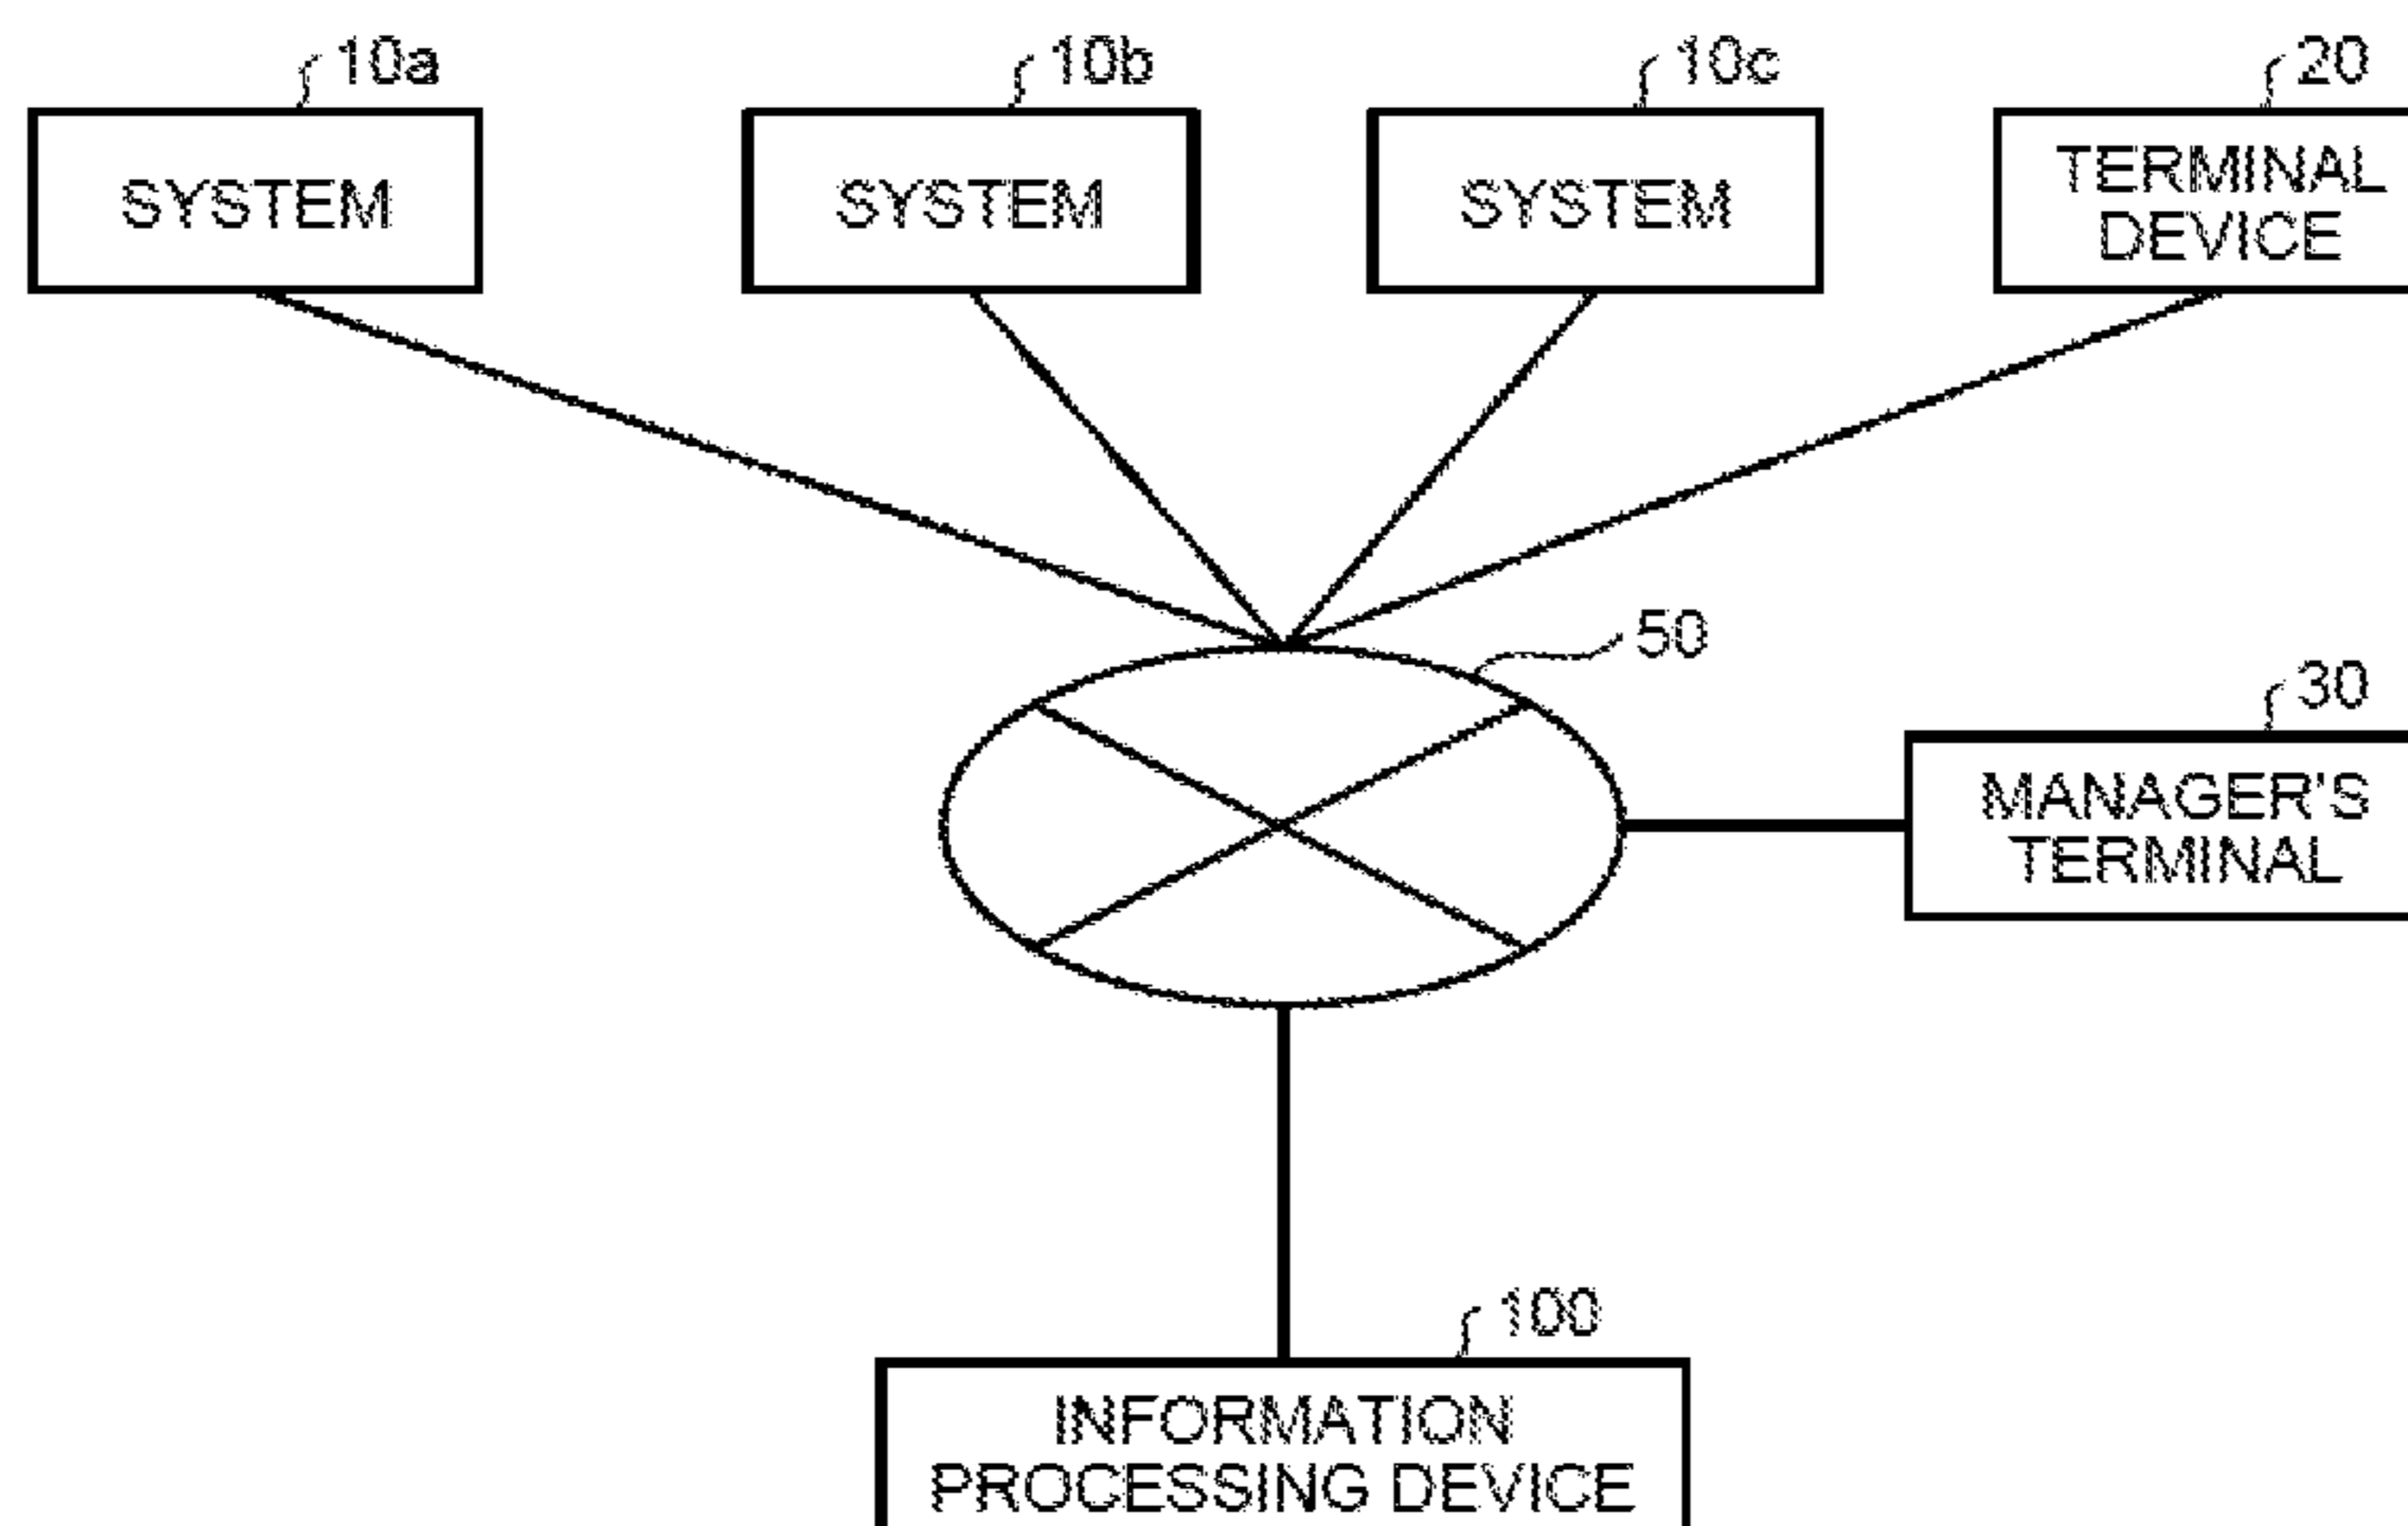 10a
10b
10c
20
SYSTEM
SYSTEM
SYSTEM
TERMINAL
DEVICE
50
30
MANAGER'S
TERMINAL
100
INFORMATION
PROCESSING DEVICE